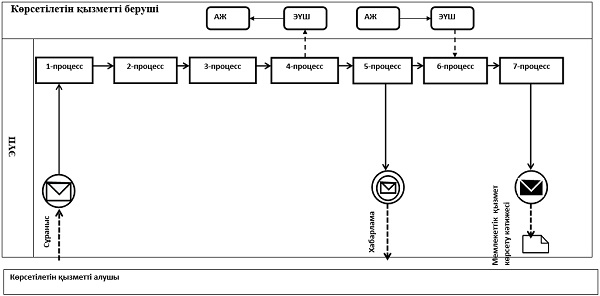 Көрсетілетін қызметті беруші
АЖ
ЭҮШ
АЖ
ЭҮШ
ЭҮП
1-процесс
2-процесс
3-процесс
4-процесс
5-процесс
6-процесс
7-процесс
Сұраныс
Хабарлама
Мемлекеттік қызмет
көрсету нәтижесі
Көрсетілетін қызметті алушы